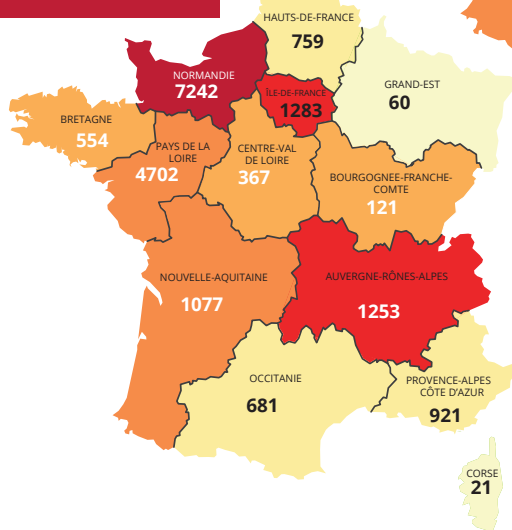 HAUTS-DE-FRANCE
759
NORMANDIE
7242
ÎLE-DE-FRANCE
1283
GRAND-EST
60
BRETAGNE
554
PAYS DE LA
LOIRE
4702
CENTRE-VAL
DE LOIRE
367
BOURGOGNEE-FRANCHE-
COMTE
121
NOUVELLE-AQUITAINE
1077
AUVERGNE-RÔNES-ALPES
1253
OCCITANIE
681
PROVENCE-ALPES
CÔTE D'AZUR
921
CORSE
21